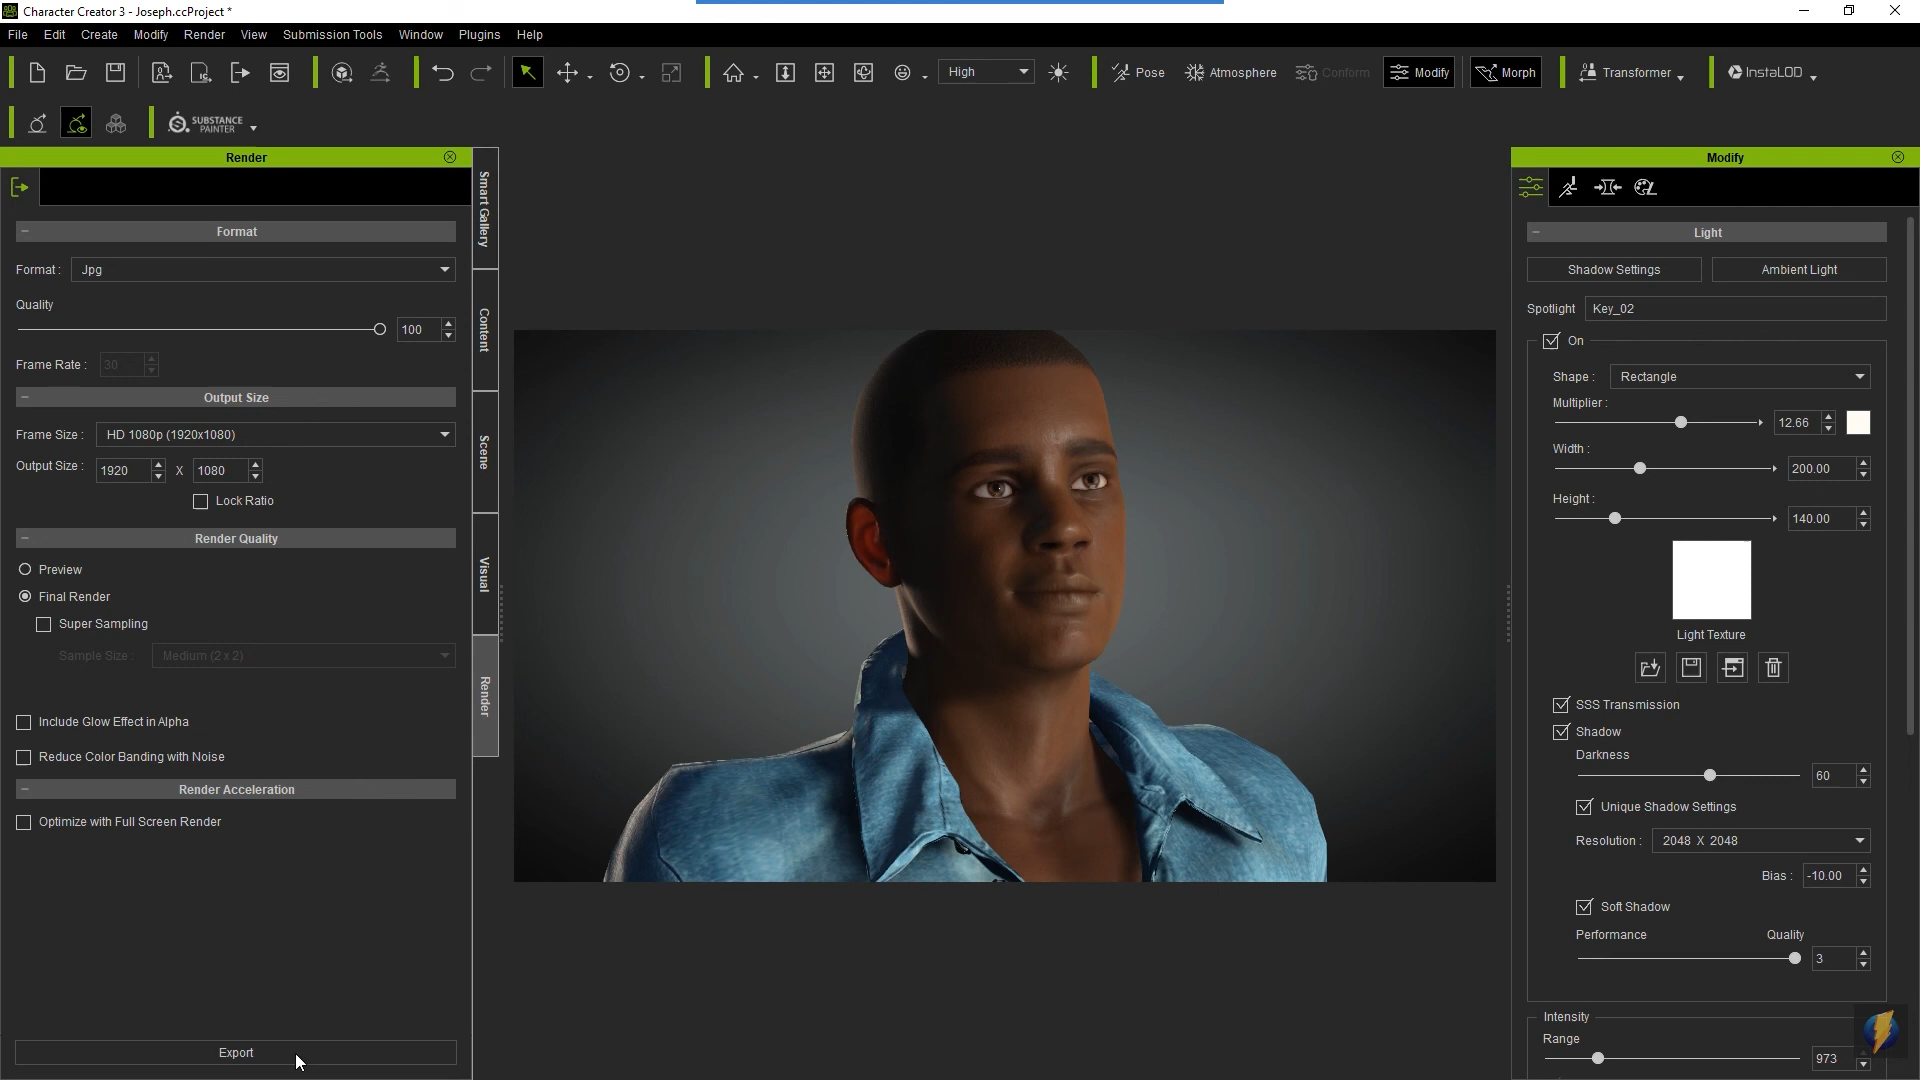 Character Creator 3 - Joseph.ccProject *
File Edit Create Modify Render View Submission Tools Window Plugins Help
High Pose Atmosphere Conform Modify Morph Transformer InstaLOD
SUBSTANCE PAINTER
Render
Format
Format : Jpg
Quality
100
Frame Rate : 30
Output Size
Frame Size : HD 1080p (1920x1080)
Output Size : 1920 X 1080
Lock Ratio
Render Quality
Preview
Final Render
Super Sampling
Sample Size : Medium (2 x 2)
Include Glow Effect in Alpha
Reduce Color Banding with Noise
Render Acceleration
Optimize with Full Screen Render
Export
Smart Gallery
Content
Scene
Visual
Render
Modify
Light
Shadow Settings Ambient Light
Spotlight Key_02
On
Shape : Rectangle
Multiplier :
12.66
Width :
200.00
Height :
140.00
Light Texture
SSS Transmission
Shadow
Darkness
60
Unique Shadow Settings
Resolution : 2048 X 2048
Bias : -10.00
Soft Shadow
Performance Quality
3
Intensity
Range
973